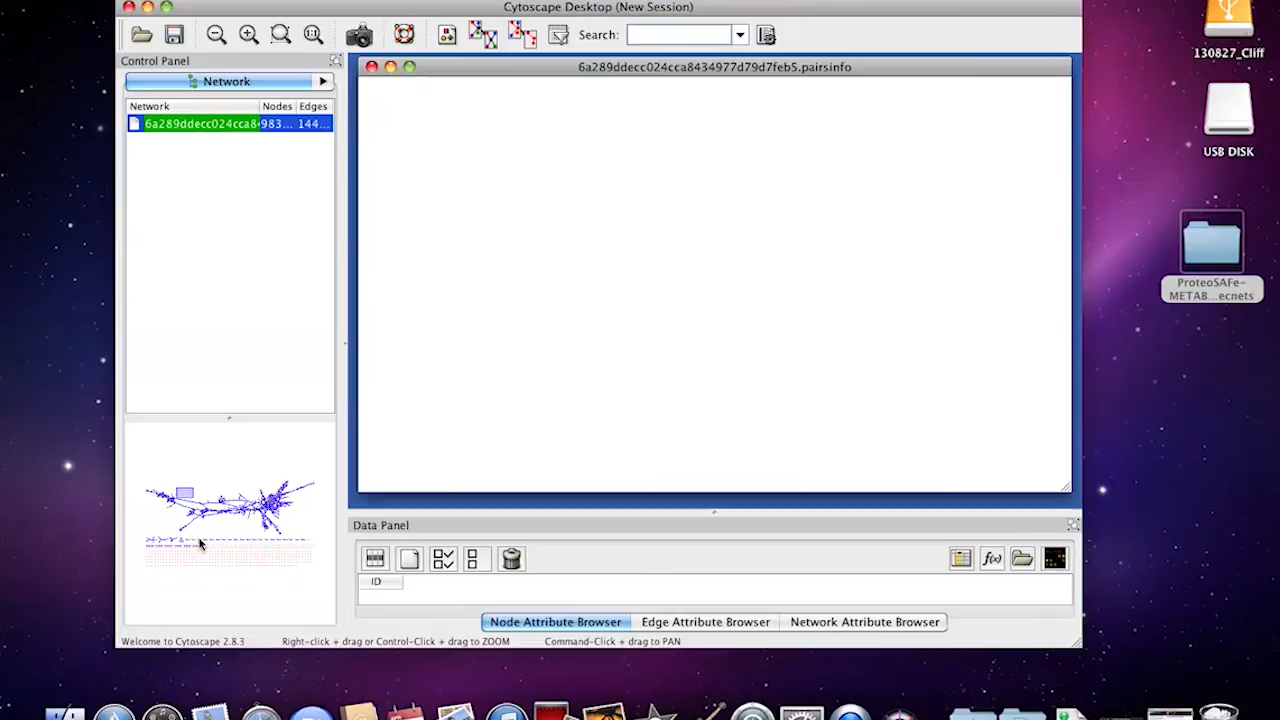 Cytoscape Desktop (New Session)
Search:
Control Panel
Network
Network Nodes Edges
6a289ddecc024cca84 983... 144...
6a289ddecc024cca8434977d79d7feb5.pairsinfo
Data Panel
f(x)
ID
Node Attribute Browser Edge Attribute Browser Network Attribute Browser
Welcome to Cytoscape 2.8.3 Right-click + drag or Control-Click + drag to ZOOM Command-Click + drag to PAN
130827_Cliff
USB DISK
ProteoSAFe-
METAB...ecnets